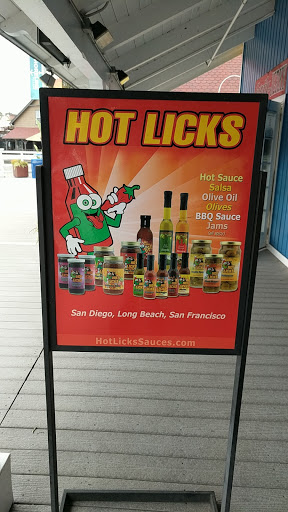 HOT LICKS
Hot Sauce
Salsa
Olive Oil
Olives
BBQ Sauce
Jams
San Diego, Long Beach, San Francisco
HotLicksSauces.com